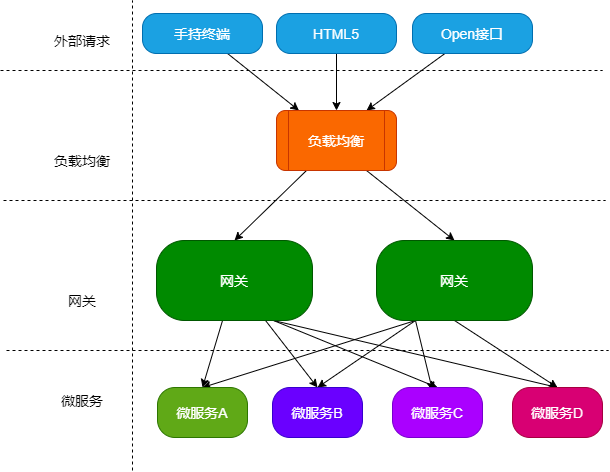 外部请求
手持终端
HTML5
Open接口
负载均衡
负载均衡
网关
网关
网关
微服务
微服务A
微服务B
微服务C
微服务D